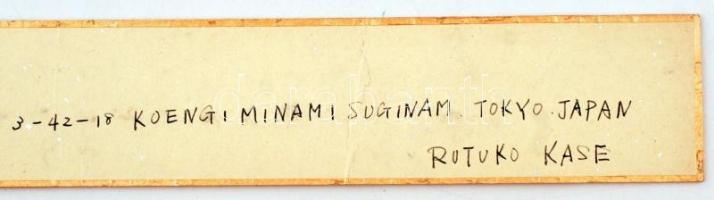 3-42-18 KOENGI MINAMI SUGINAM. TOKYO. JAPAN
RUTUKO KASE